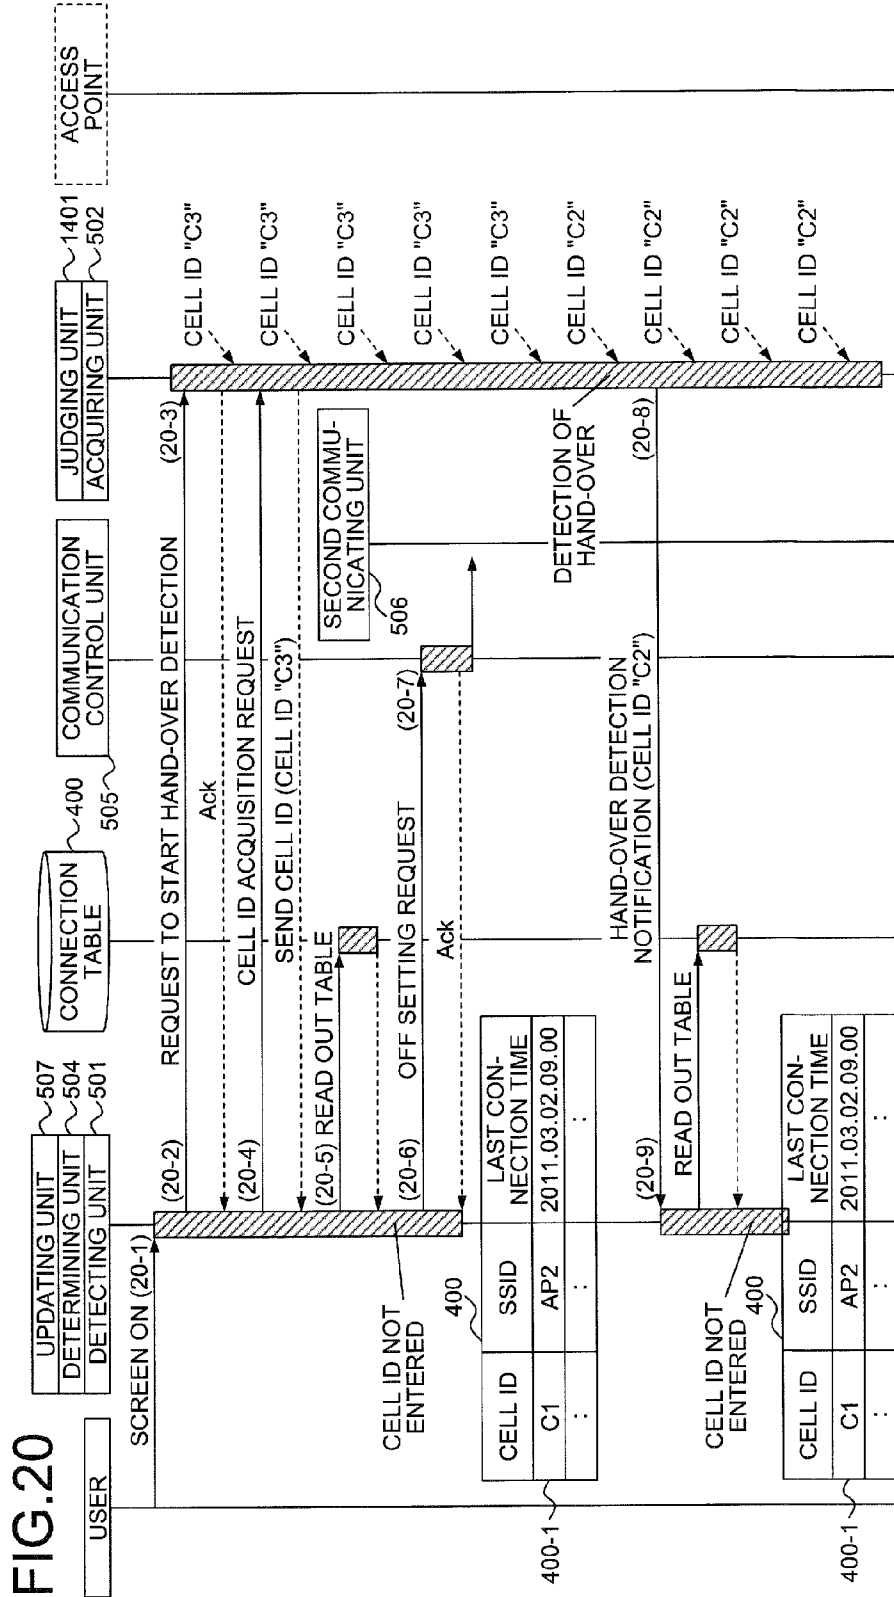 FIG.20
USER
UPDATING UNIT
DETERMINING UNIT
DETECTING UNIT
507
504
501
CONNECTION
TABLE
400
COMMUNICATION
CONTROL UNIT
505
JUDGING UNIT
ACQUIRING UNIT
1401
502
ACCESS
POINT
SCREEN ON (20-1)
(20-2)
REQUEST TO START HAND-OVER DETECTION
(20-3)
CELL ID "C3"
Ack
(20-4)
CELL ID ACQUISITION REQUEST
CELL ID "C3"
SEND CELL ID (CELL ID "C3")
(20-5) READ OUT TABLE
SECOND COMMU-
NICATING UNIT
506
CELL ID "C3"
CELL ID NOT
ENTERED
(20-6)
OFF SETTING REQUEST
(20-7)
CELL ID "C3"
Ack
400
CELL ID "C3"
CELL ID
SSID
LAST CON-
NECTION TIME
400-1
C1
AP2
2011.03.02.09.00
:
:
:
DETECTION OF
HAND-OVER
CELL ID "C2"
HAND-OVER DETECTION
NOTIFICATION (CELL ID "C2")
(20-8)
CELL ID "C2"
(20-9)
READ OUT TABLE
CELL ID "C2"
CELL ID NOT
ENTERED
400
CELL ID "C2"
CELL ID
SSID
LAST CON-
NECTION TIME
400-1
C1
AP2
2011.03.02.09.00
:
:
: